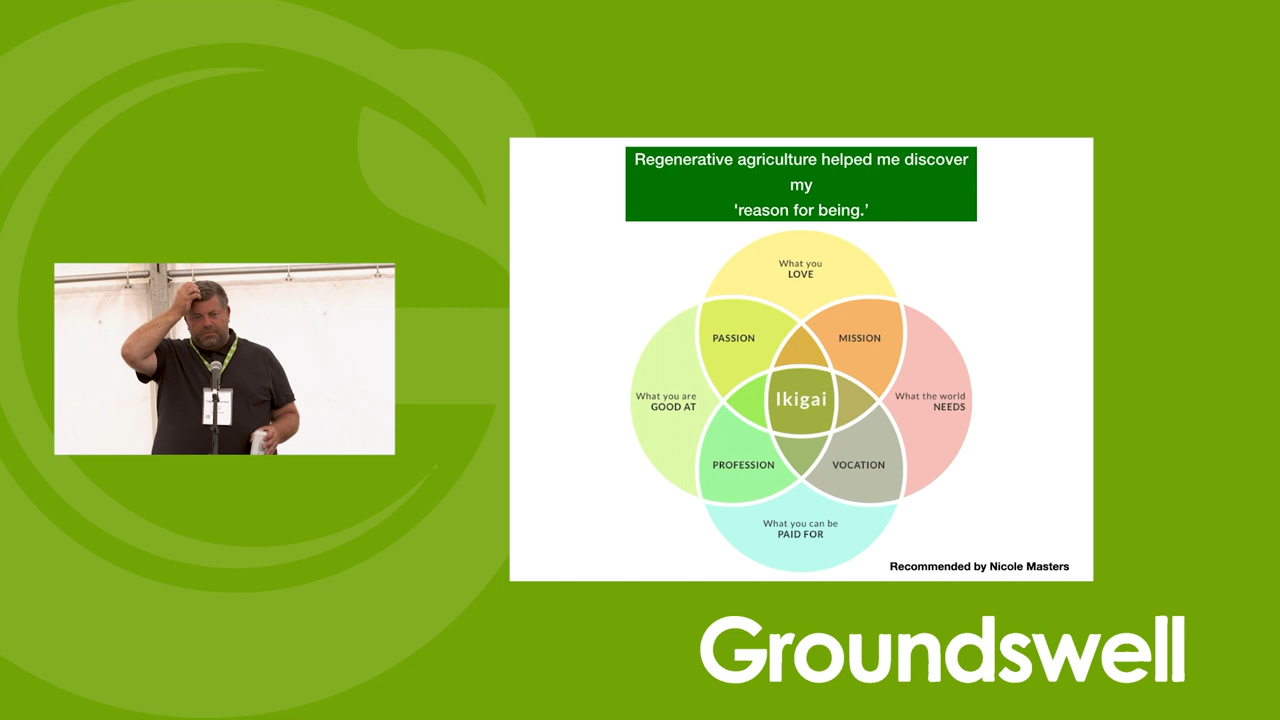 Regenerative agriculture helped me discover
my
'reason for being.’
What you
LOVE
PASSION
MISSION
What you are
GOOD AT
Ikigai
What the world
NEEDS
PROFESSION
VOCATION
What you can be
PAID FOR
Recommended by Nicole Masters
Groundswell